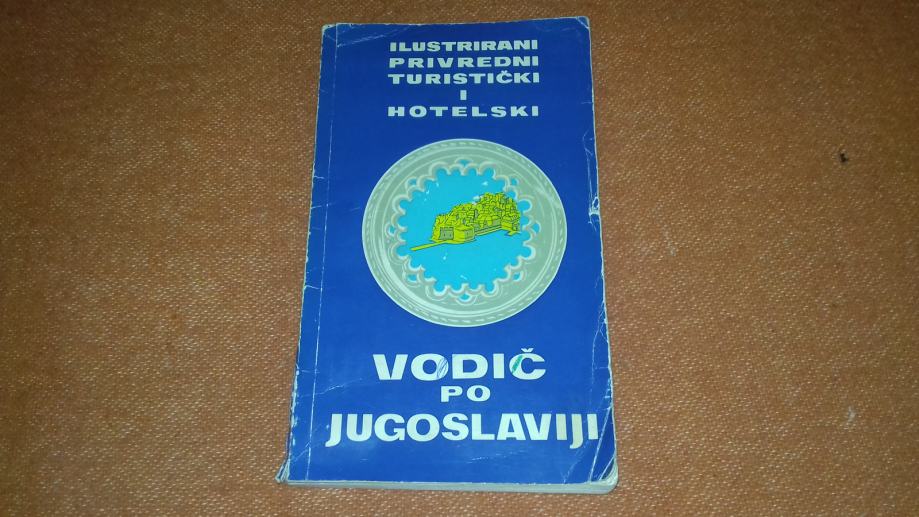 ILUSTRIRANI
PRIVREDNI
TURISTIČKI
I
HOTELSKI
VODIČ
PO
JUGOSLAVIJI